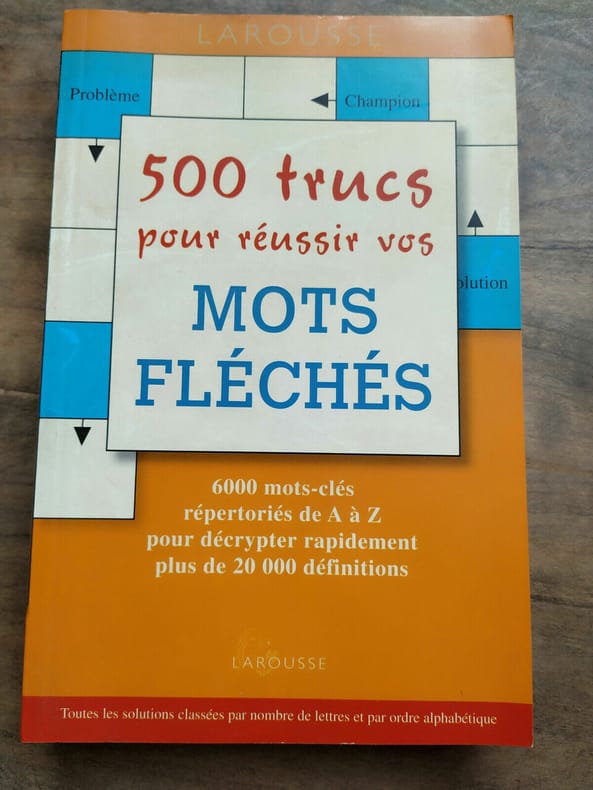 LAROUSSE
Problème
Champion
500 trucs
pour réussir vos
olution
MOTS
FLÉCHÉS
6000 mots-clés
répertoriés de A à Z
pour décrypter rapidement
plus de 20 000 définitions
LAROUSSE
Toutes les solutions classées par nombre de lettres et par ordre alphabétique